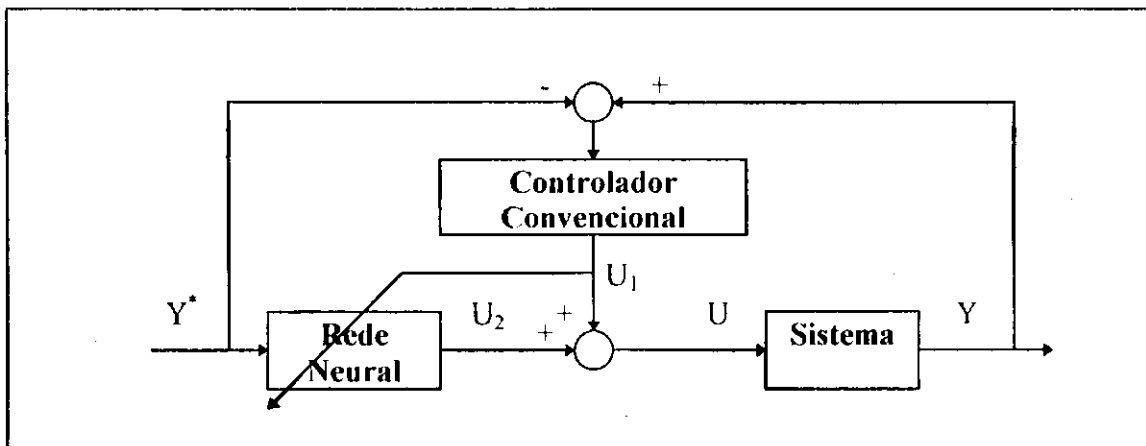 - +
Controlador
Convencional
U₁
Y* U₂ + U Y
+
Rede
Neural
Sistema